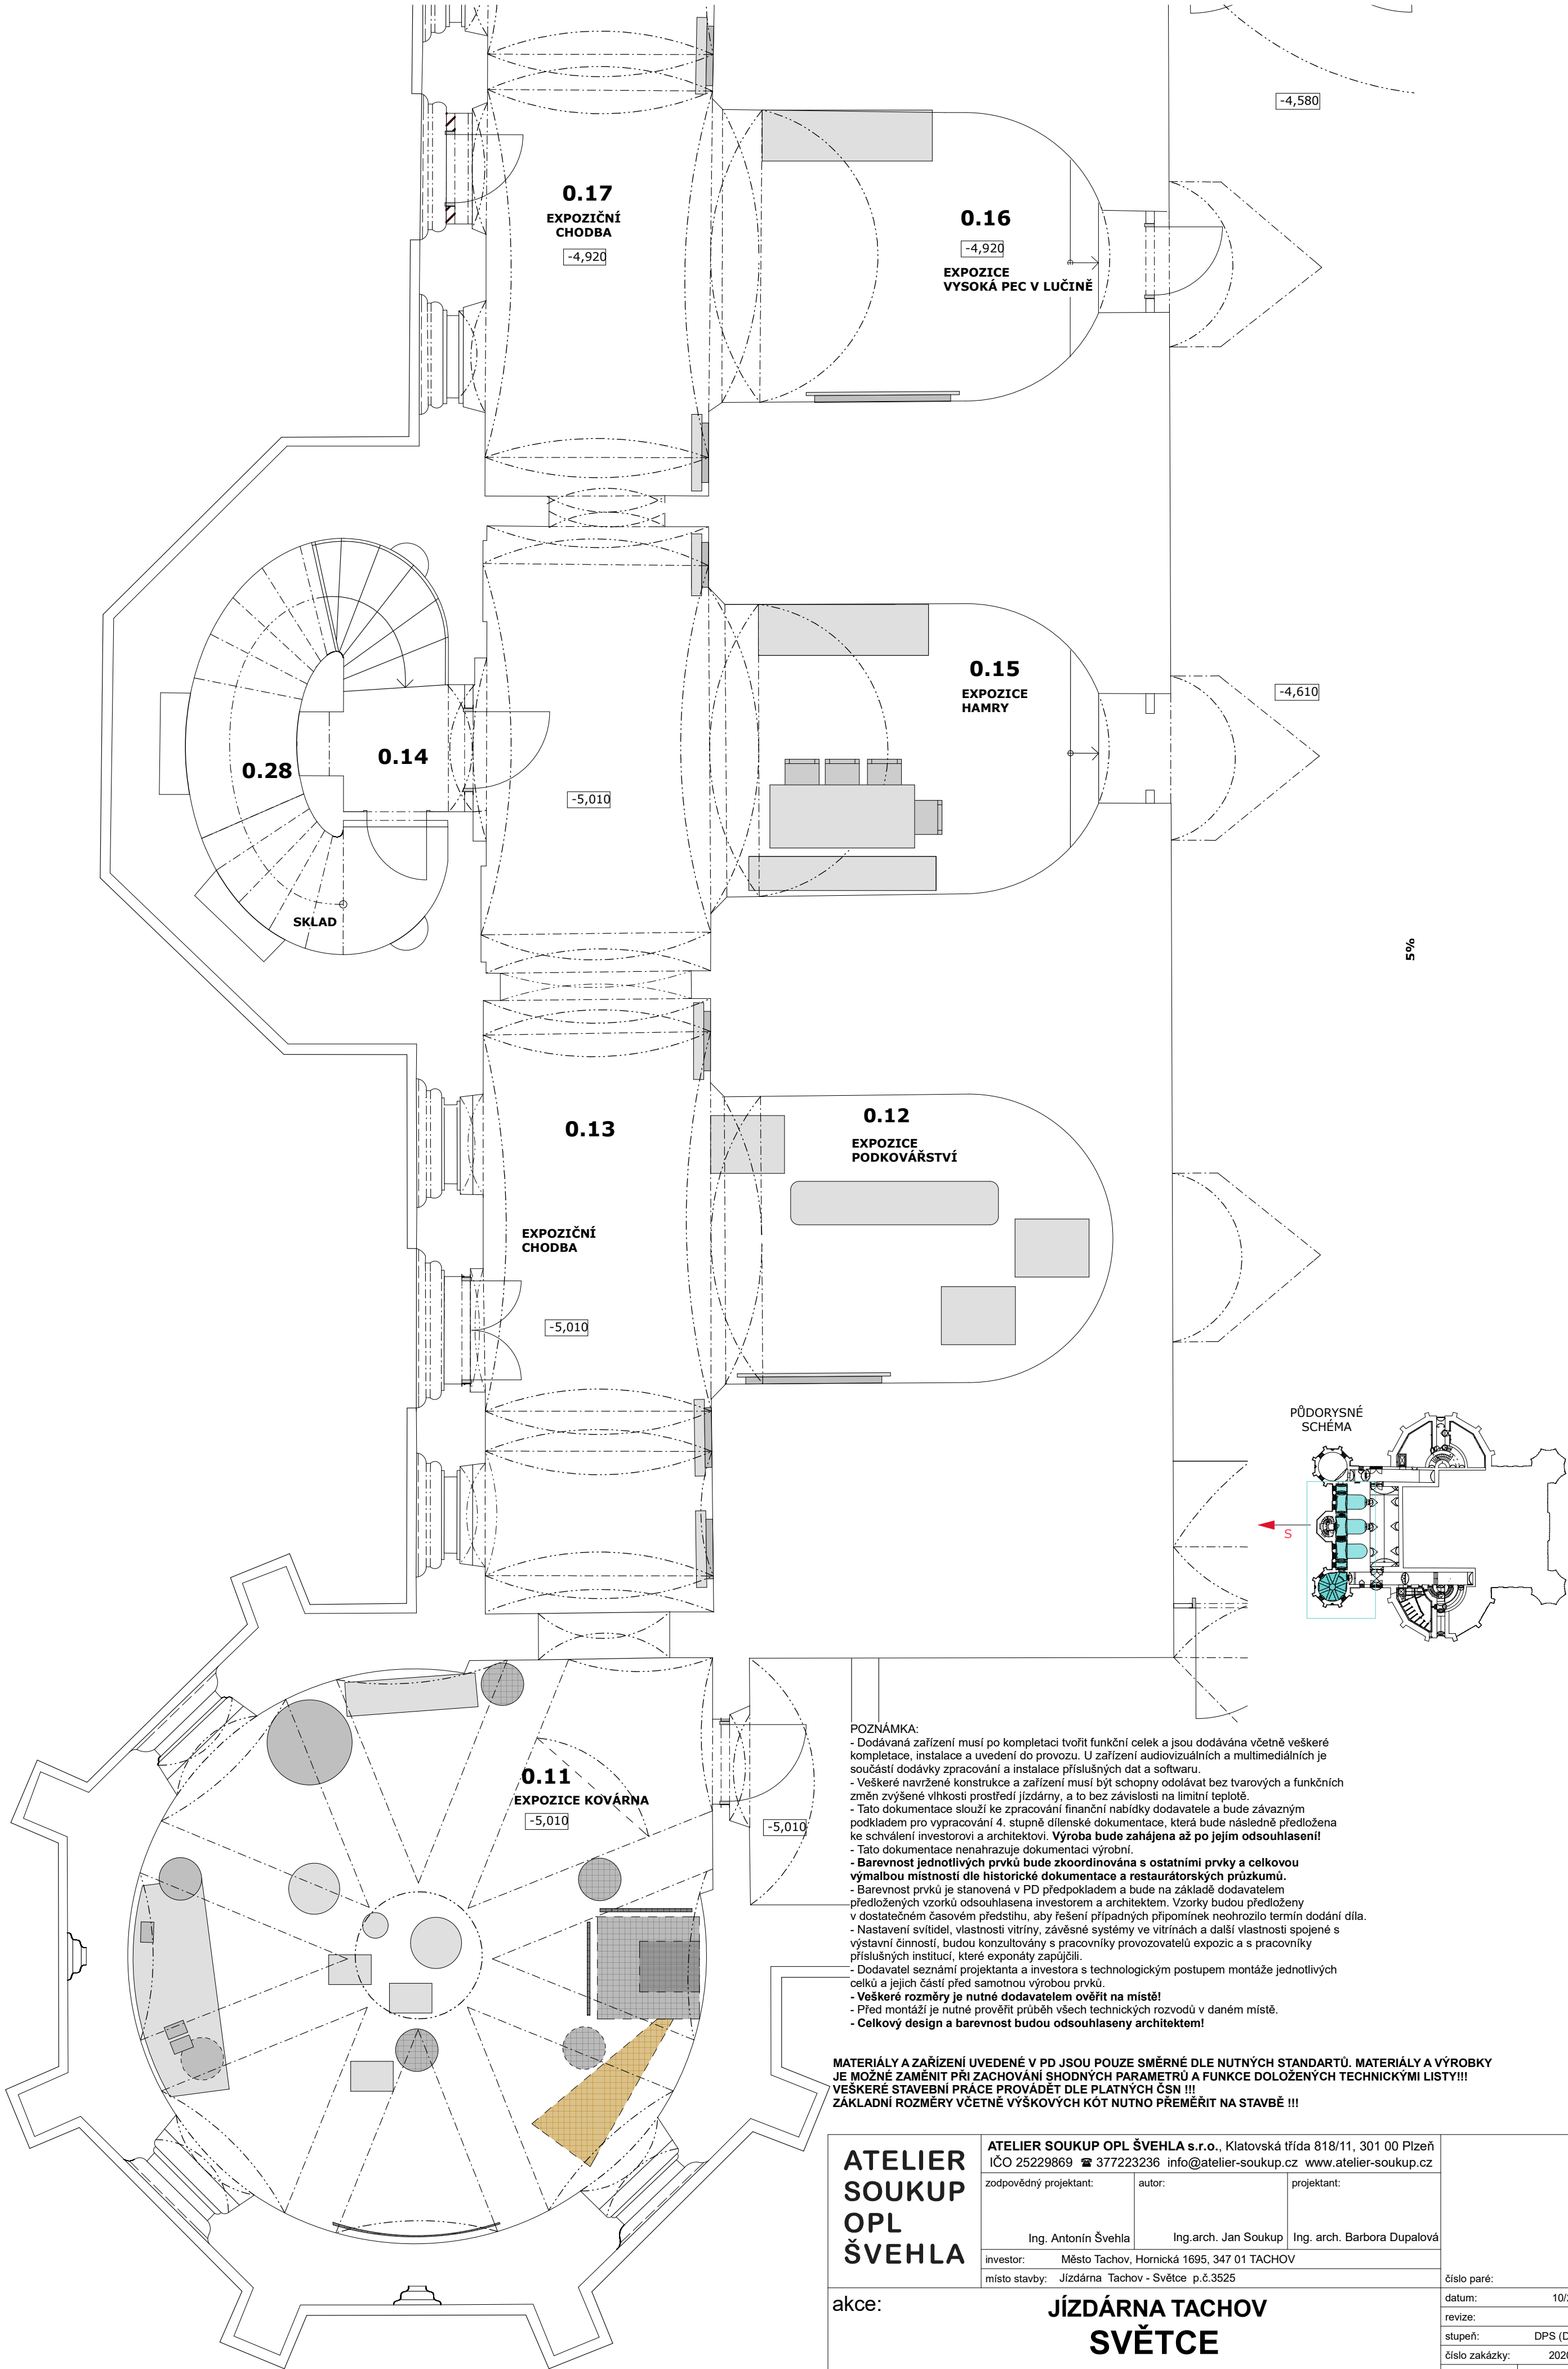 -4,580
0.17
EXPOZIČNÍ
CHODBA
-4,920
0.16
-4,920
EXPOZICE
VYSOKÁ PEC V LUČINĚ
0.15
EXPOZICE
HAMRY
-4,610
0.28
0.14
-5,010
SKLAD
5%
0.13
0.12
EXPOZICE
PODKOVÁŘSTVÍ
EXPOZIČNÍ
CHODBA
-5,010
PŮDORYSNÉ
SCHÉMA
S
0.11
EXPOZICE KOVÁRNA
-5,010
-5,010
POZNÁMKA:
- Dodávaná zařízení musí po kompletaci tvořit funkční celek a jsou dodávána včetně veškeré
kompletace, instalace a uvedení do provozu. U zařízení audiovizuálních a multimediálních je
součástí dodávky zpracování a instalace příslušných dat a softwaru.
- Veškeré navržené konstrukce a zařízení musí být schopny odolávat bez tvarových a funkčních
změn zvýšené vlhkosti prostředí jízdárny, a to bez závislosti na limitní teplotě.
- Tato dokumentace slouží ke zpracování finanční nabídky dodavatele a bude závazným
podkladem pro vypracování 4. stupně dílenské dokumentace, která bude následně předložena
ke schválení investorovi a architektovi. Výroba bude zahájena až po jejím odsouhlasení!
- Tato dokumentace nenahrazuje dokumentaci výrobní.
- Barevnost jednotlivých prvků bude zkoordinována s ostatními prvky a celkovou
výmalbou místností dle historické dokumentace a restaurátorských průzkumů.
- Barevnost prvků je stanovená v PD předpokladem a bude na základě dodavatelem
předložených vzorků odsouhlasena investorem a architektem. Vzorky budou předloženy
v dostatečném časovém předstihu, aby řešení případných připomínek neohrozilo termín dodání díla.
- Nastavení svítidel, vlastnosti vitríny, závěsné systémy ve vitrínách a další vlastnosti spojené s
výstavní činností, budou konzultovány s pracovníky provozovatelů expozic a s pracovníky
příslušných institucí, které exponáty zapůjčili.
- Dodavatel seznámí projektanta a investora s technologickým postupem montáže jednotlivých
celků a jejich částí před samotnou výrobou prvků.
- Veškeré rozměry je nutné dodavatelem ověřit na místě!
- Před montáží je nutné prověřit průběh všech technických rozvodů v daném místě.
- Celkový design a barevnost budou odsouhlaseny architektem!
MATERIÁLY A ZAŘÍZENÍ UVEDENÉ V PD JSOU POUZE SMĚRNÉ DLE NUTNÝCH STANDARTŮ. MATERIÁLY A VÝROBKY
JE MOŽNÉ ZAMĚNIT PŘI ZACHOVÁNÍ SHODNÝCH PARAMETRŮ A FUNKCE DOLOŽENÝCH TECHNICKÝMI LISTY!!!
VEŠKERÉ STAVEBNÍ PRÁCE PROVÁDĚT DLE PLATNÝCH ČSN !!!
ZÁKLADNÍ ROZMĚRY VČETNĚ VÝŠKOVÝCH KÓT NUTNO PŘEMĚŘIT NA STAVBĚ !!!
ATELIER
SOUKUP
OPL
ŠVEHLA
ATELIER SOUKUP OPL ŠVEHLA s.r.o., Klatovská třída 818/11, 301 00 Plzeň
IČO 25229869 ☎ 377223236 info@atelier-soukup.cz www.atelier-soukup.cz
zodpovědný projektant: autor: projektant:
Ing. Antonín Švehla Ing.arch. Jan Soukup Ing. arch. Barbora Dupalová
investor: Město Tachov, Hornická 1695, 347 01 TACHOV
místo stavby: Jízdárna Tachov - Světce p.č.3525
číslo paré:
akce:
JÍZDÁRNA TACHOV
SVĚTCE
datum: 10/
revize:
stupeň: DPS (D
číslo zakázky: 202